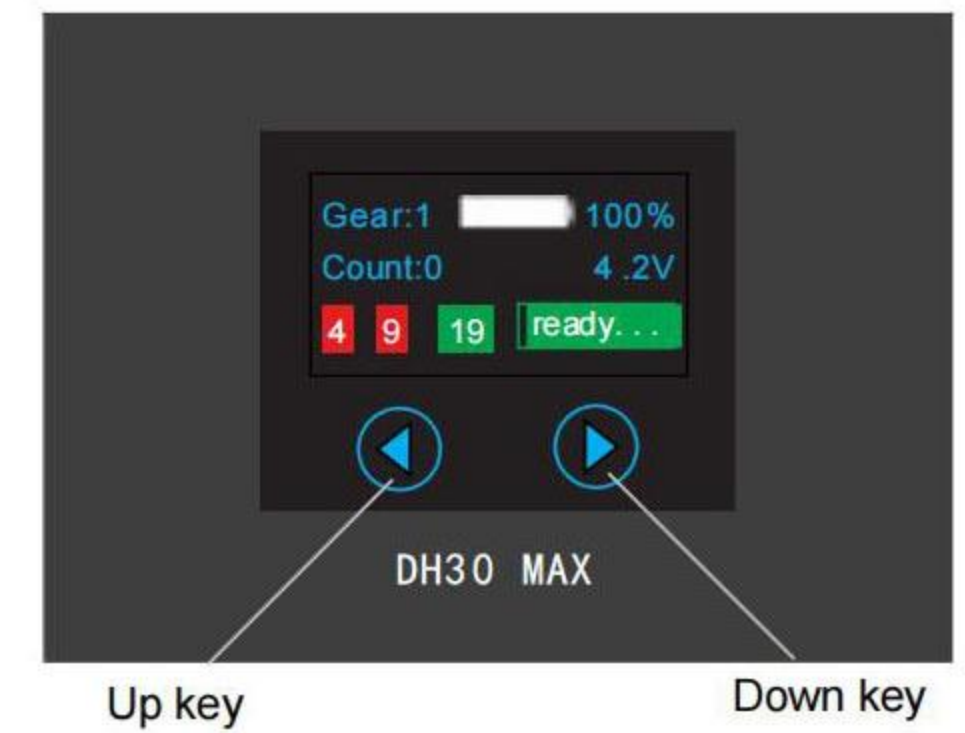 Gear:1 100%
Count:0 4.2V
4 9 19 ready...
DH30 MAX
Up key
Down key